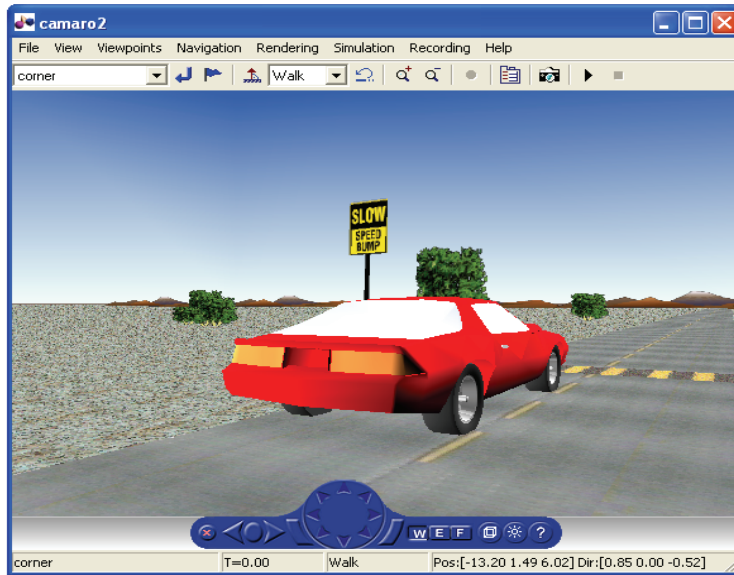 camaro2
File View Viewpoints Navigation Rendering Simulation Recording Help
corner Walk
SLOW
SPEED
BUMP
W E F ?
corner T=0.00 Walk Pos:[-13.20 1.49 6.02] Dir:[0.85 0.00 -0.52]